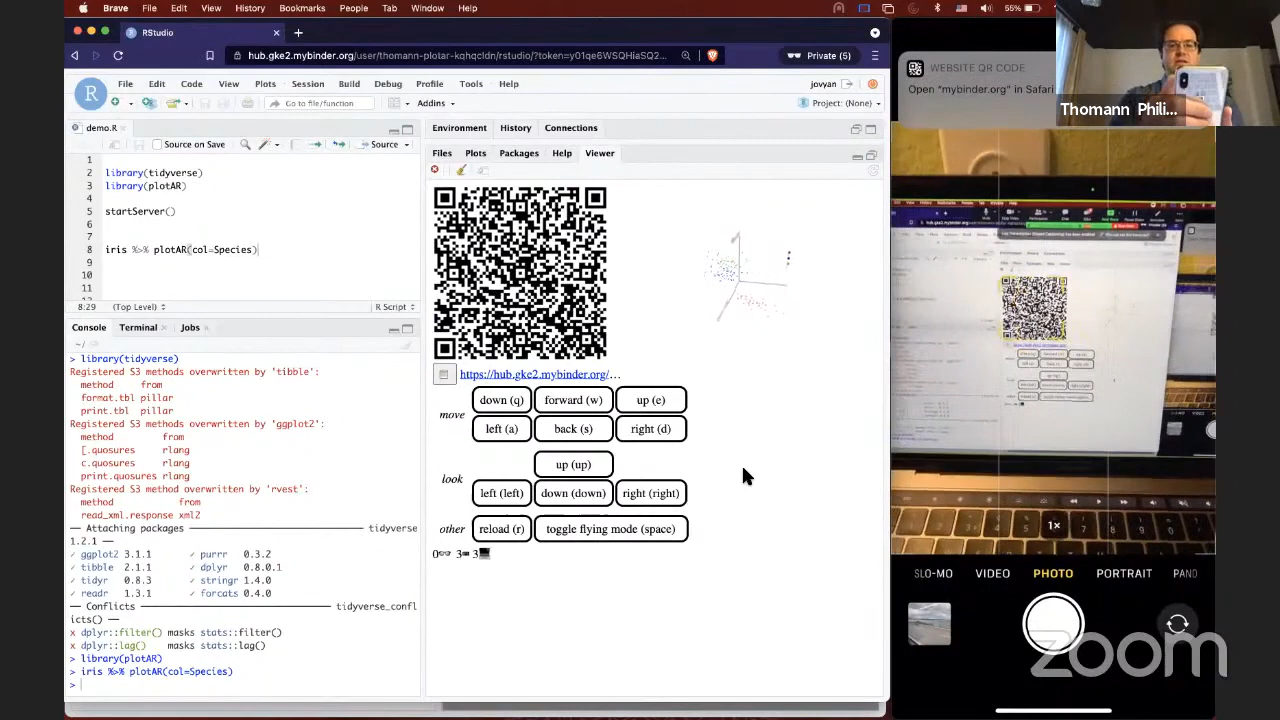 Brave File Edit View History Bookmarks People Tab Window Help 55%
RStudio
hub.gke2.mybinder.org/user/thomann-plotar-kqhqcldn/rstudio/?token=y01qe6WSQHiaSQ2... Private (5)
R File Edit Code View Plots Session Build Debug Profile Tools Help jovyan
Go to file/function Addins Project: (None)
demo.R
Source on Save Source
1
2 library(tidyverse)
3 library(plotAR)
4
5 startServer()
6
7
8 iris %>% plotAR(col=Species)
9
10
11
8:29 (Top Level) R Script
Console Terminal Jobs
~/
> library(tidyverse)
Registered S3 methods overwritten by 'tibble':
method from
format.tbl pillar
print.tbl pillar
Registered S3 methods overwritten by 'ggplot2':
method from
[.quosures rlang
c.quosures rlang
print.quosures rlang
Registered S3 method overwritten by 'rvest':
method from
read_xml.response xml2
── Attaching packages ──────────── tidyverse
1.2.1 ──
✓ ggplot2 3.1.1 ✓ purrr 0.3.2
✓ tibble 2.1.1 ✓ dplyr 0.8.0.1
✓ tidyr 0.8.3 ✓ stringr 1.4.0
✓ readr 1.3.1 ✓ forcats 0.4.0
── Conflicts ──────────── tidyverse_confl
icts() ──
x dplyr::filter() masks stats::filter()
x dplyr::lag() masks stats::lag()
> library(plotAR)
> iris %>% plotAR(col=Species)
>
Environment History Connections
Files Plots Packages Help Viewer
https://hub.gke2.mybinder.org/...
move down (q) forward (w) up (e)
left (a) back (s) right (d)
look up (up)
left (left) down (down) right (right)
other reload (r) toggle flying mode (space)
0 3 3
WEBSITE QR CODE
Open "mybinder.org" in Safari
Thomann Phili...
1×
SLO-MO VIDEO PHOTO PORTRAIT PANO
zoom